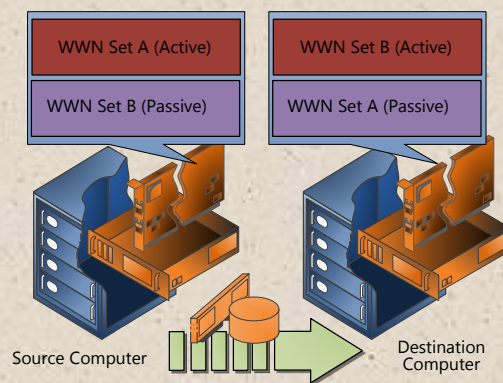 WWN Set A (Active)
WWN Set B (Passive)
WWN Set B (Active)
WWN Set A (Passive)
Source Computer
Destination
Computer